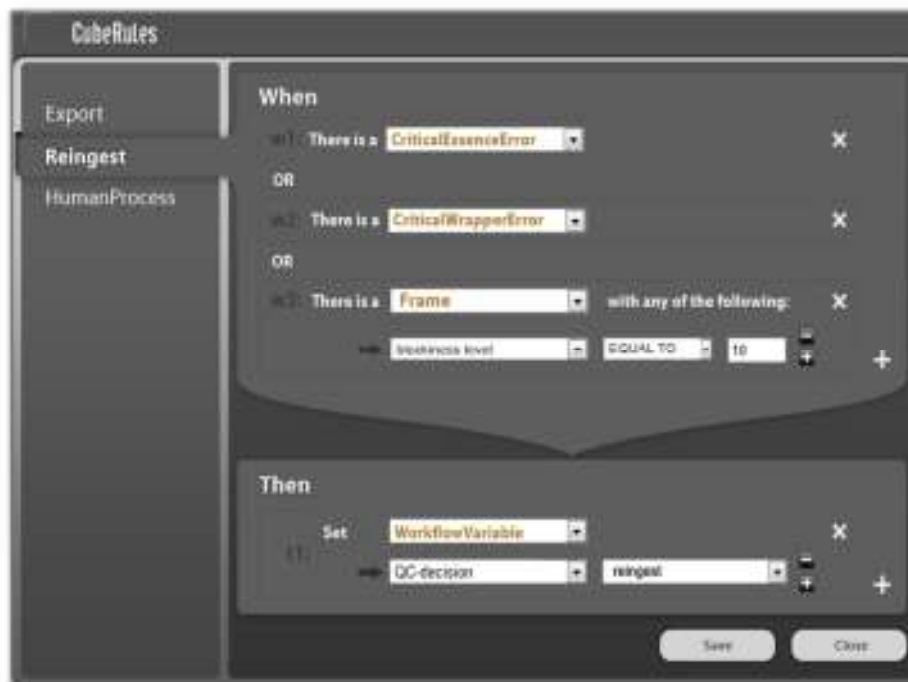 CubeRules
Export
Reingest
HumanProcess
When
There is a CriticalEssenceError
OR
There is a CriticalWrapperError
OR
There is a Frame with any of the following:
blockiness level EQUAL TO 10
Then
Set WorkflowVariable
QC-decision reingest
Save Close